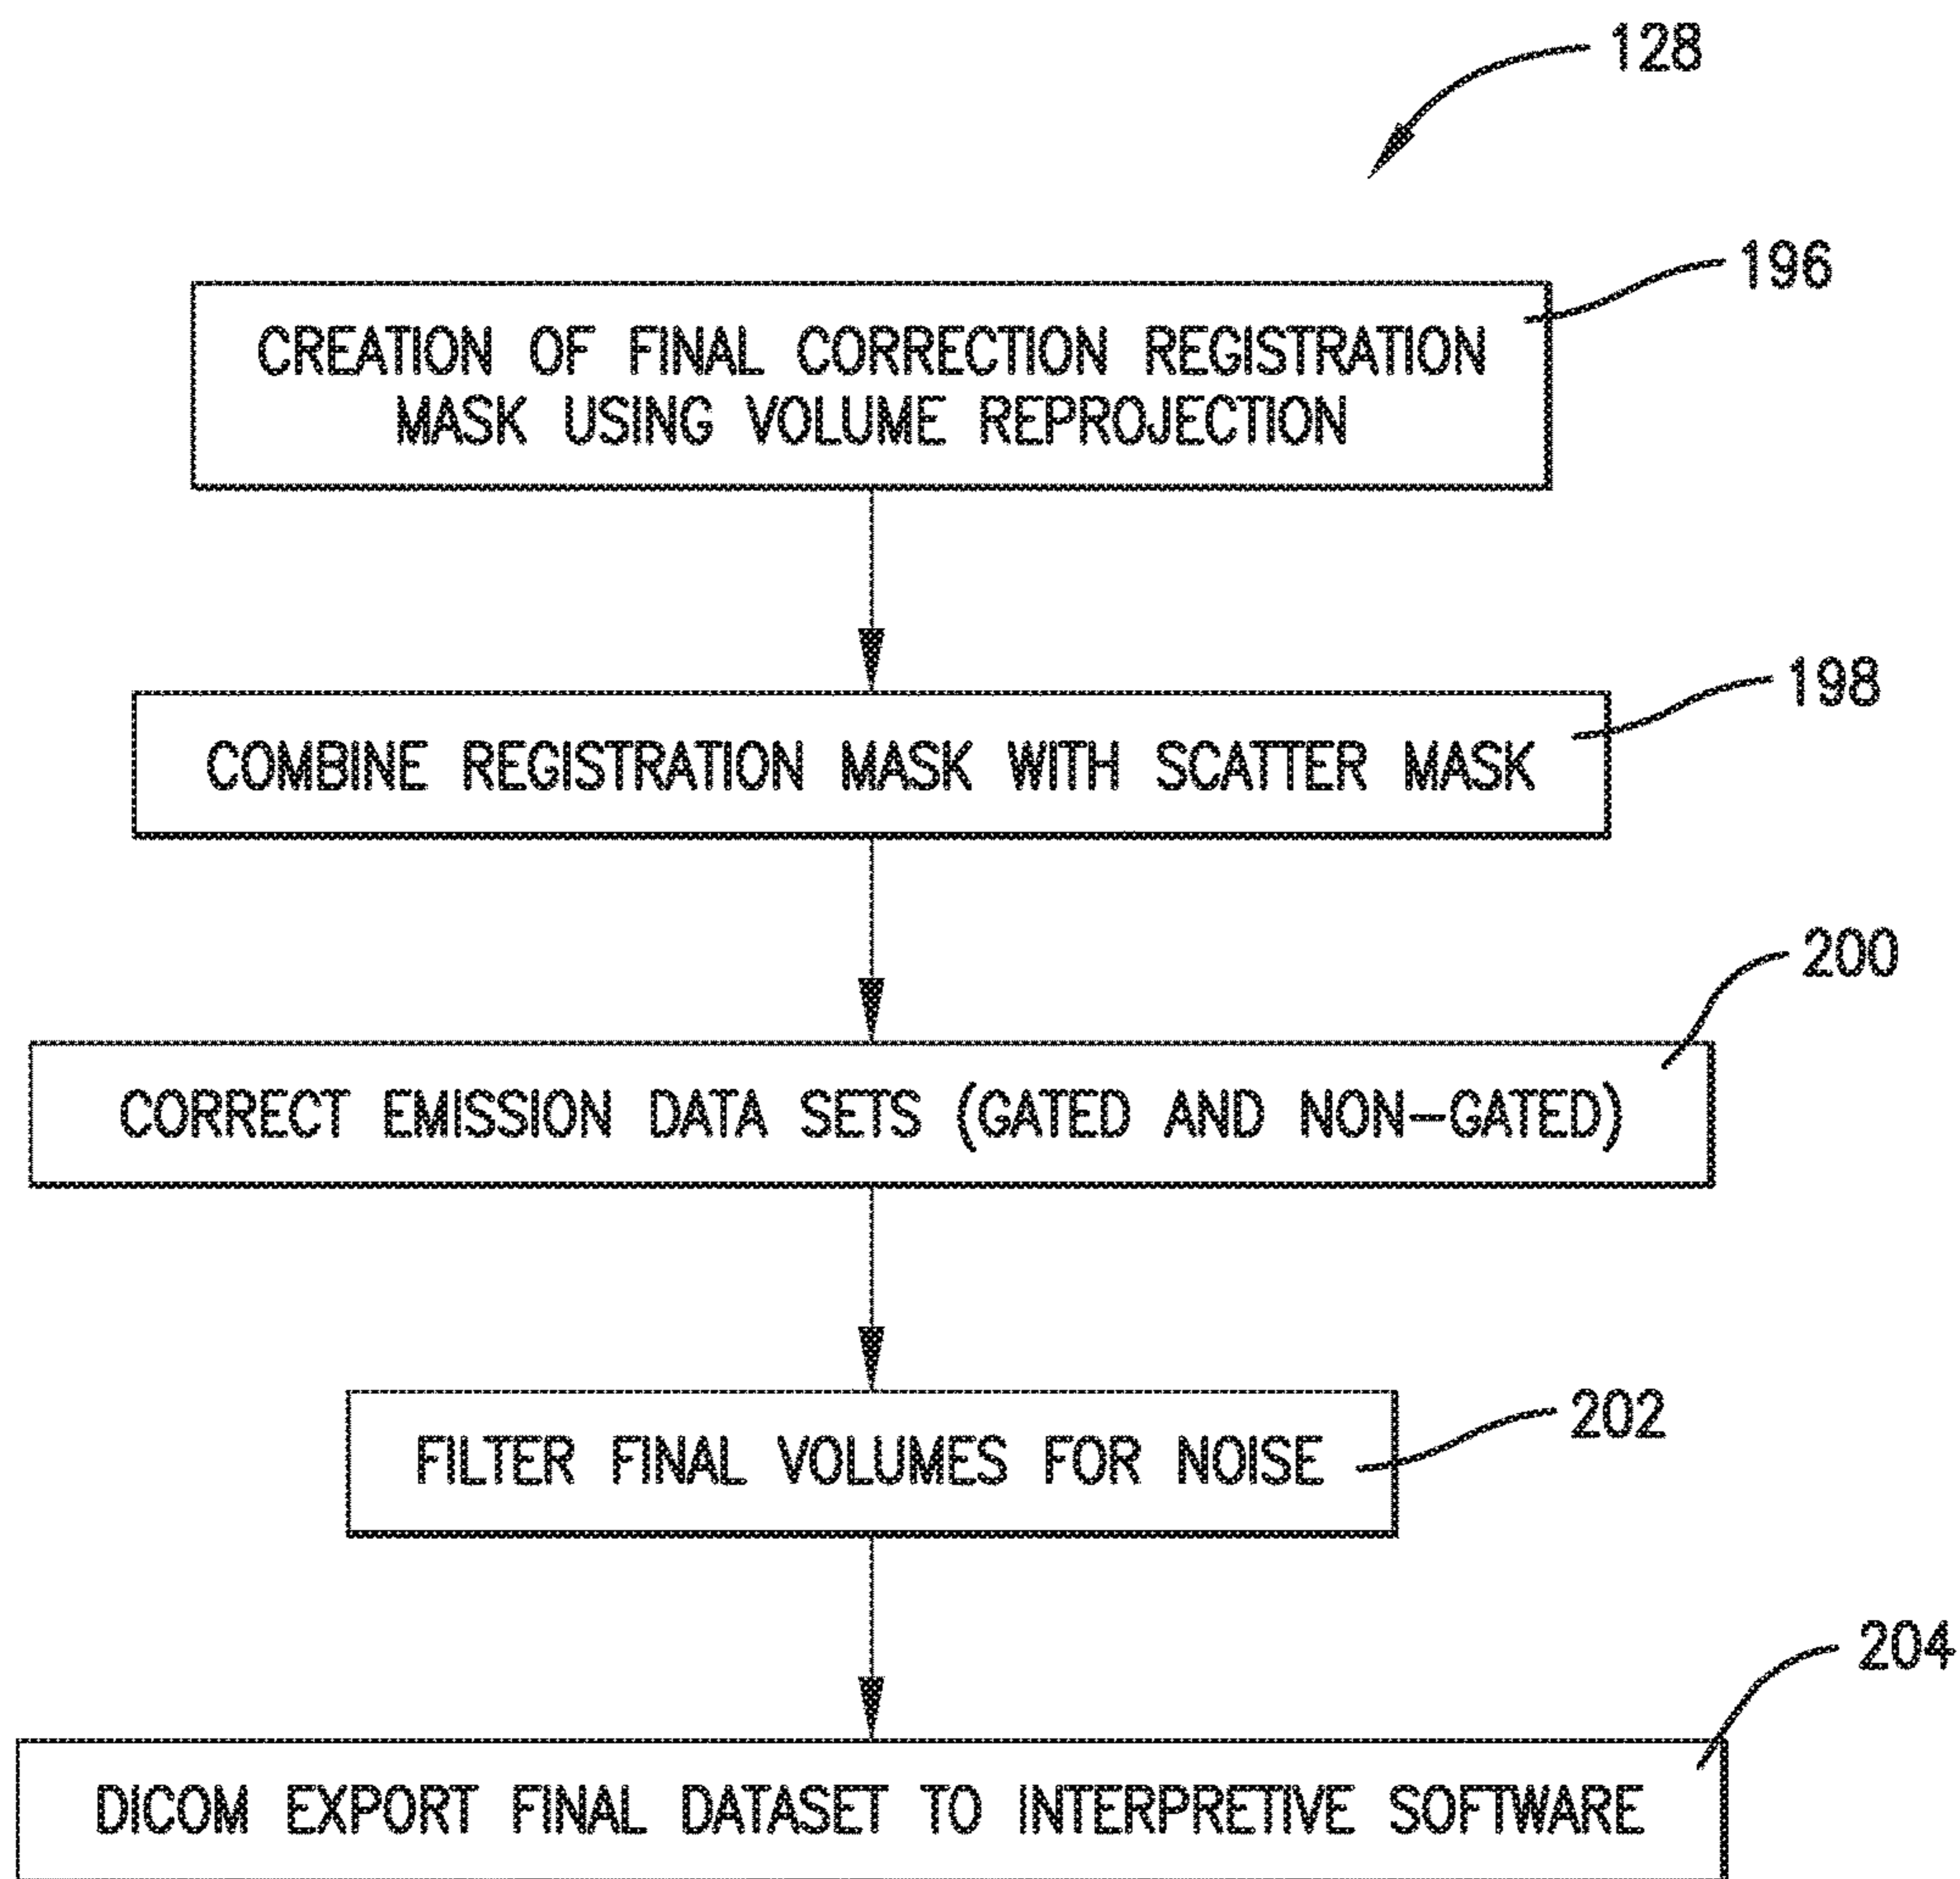 128
196
CREATION OF FINAL CORRECTION REGISTRATION
MASK USING VOLUME REPROJECTION
198
COMBINE REGISTRATION MASK WITH SCATTER MASK
200
CORRECT EMISSION DATA SETS (GATED AND NON-GATED)
202
FILTER FINAL VOLUMES FOR NOISE
204
DICOM EXPORT FINAL DATASET TO INTERPRETIVE SOFTWARE